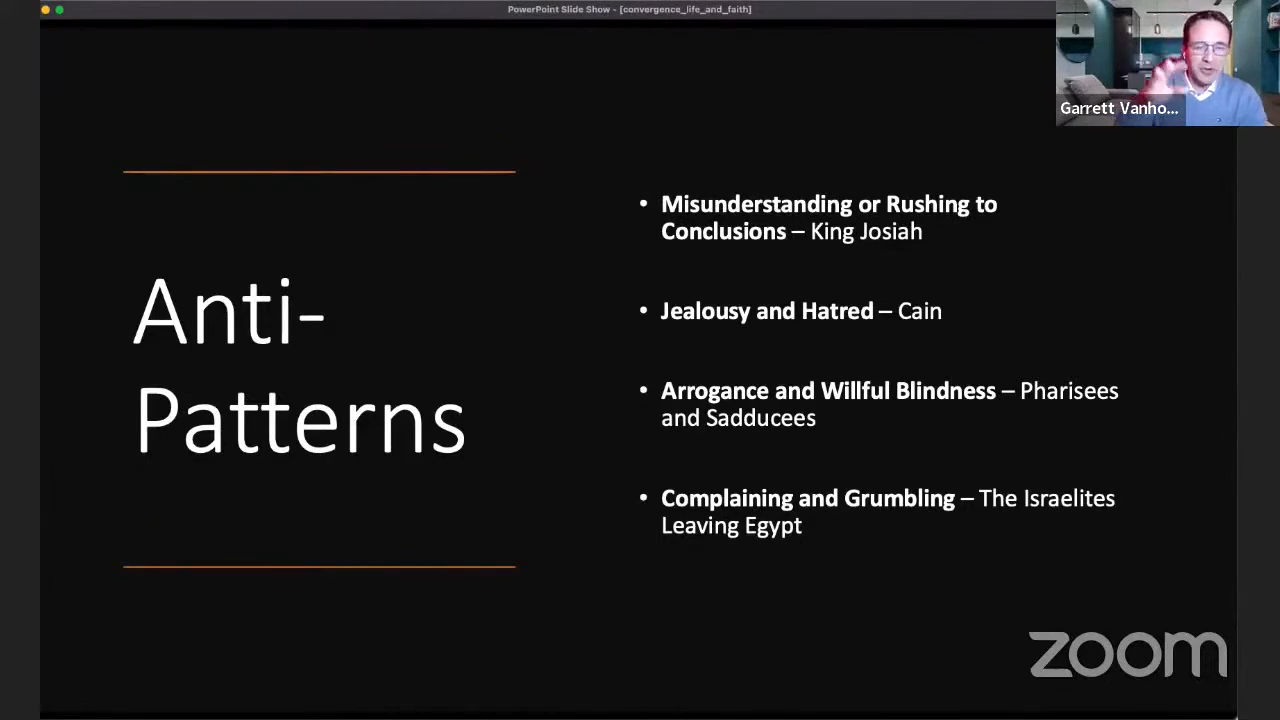 PowerPoint Slide Show - [convergence_life_and_faith]
Garrett Vanho...
Anti-
Patterns
• Misunderstanding or Rushing to
Conclusions – King Josiah
• Jealousy and Hatred – Cain
• Arrogance and Willful Blindness – Pharisees
and Sadducees
• Complaining and Grumbling – The Israelites
Leaving Egypt
zoom